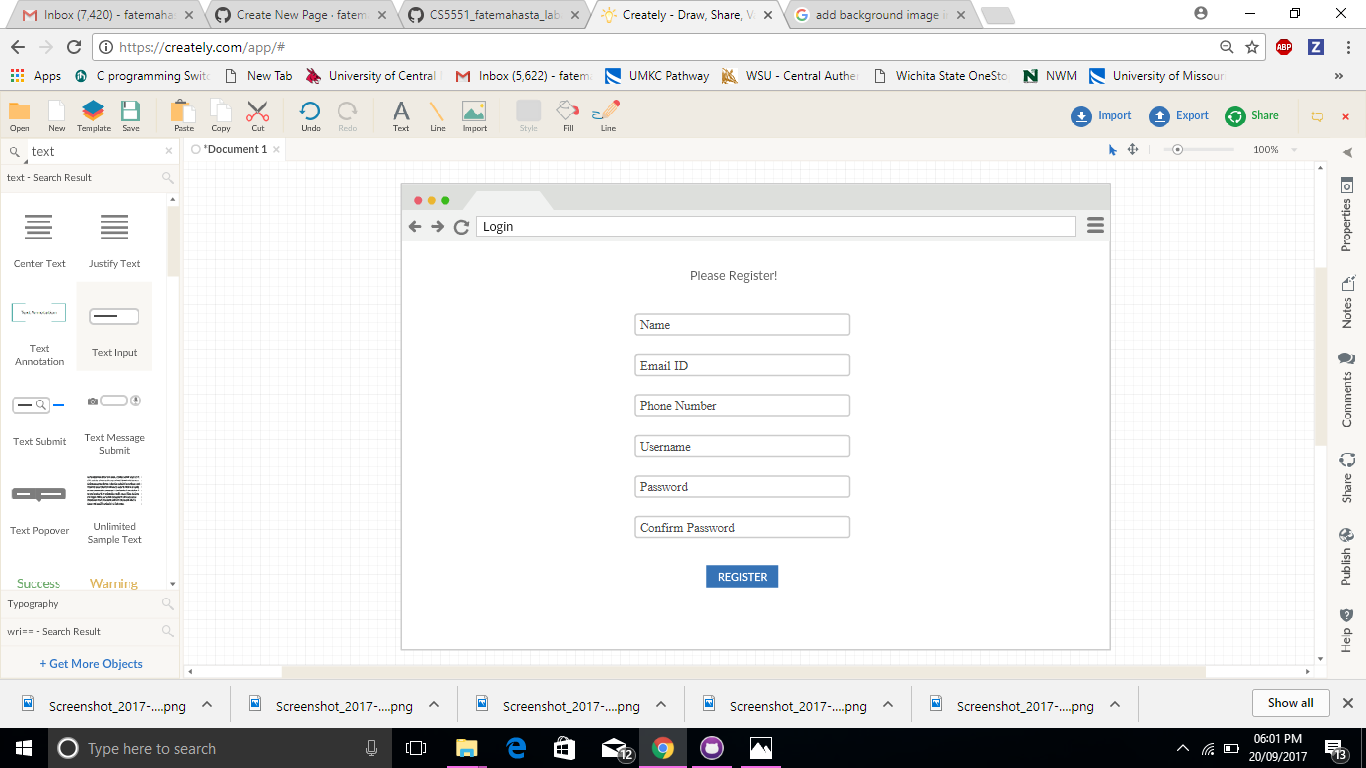 Inbox (7,420) - fatemaha
Create New Page · fatem
CS5551_fatemahasta_lab
Creately - Draw, Share, V
add background image i
https://creately.com/app/#
ABP
Z
Apps
C programming Swit
New Tab
University of Central
Inbox (5,622) - fatema
UMKC Pathway
WSU - Central Authe
Wichita State OneSto
NWM
University of Missour
»
Open
New
Template
Save
Paste
Copy
Cut
Undo
Redo
Text
Line
Import
Style
Fill
Line
Import
Export
Share
text
*Document 1
100%
text - Search Result
Center Text
Justify Text
Text Annotation
Text
Annotation
Text Input
Text Submit
Text Message
Submit
Text Popover
Unlimited
Sample Text
Success
Warning
Typography
wri== - Search Result
+ Get More Objects
Login
Please Register!
Name
Email ID
Phone Number
Username
Password
Confirm Password
REGISTER
Properties
Notes
Comments
Share
Publish
Help
Screenshot_2017-....png
Screenshot_2017-....png
Screenshot_2017-....png
Screenshot_2017-....png
Screenshot_2017-....png
Show all
Type here to search
12
06:01 PM
20/09/2017
13